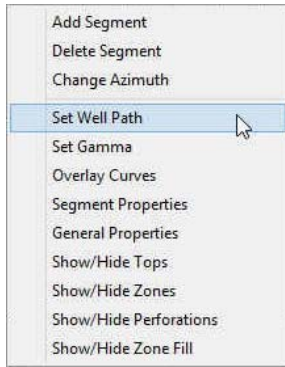 Add Segment
Delete Segment
Change Azimuth
Set Well Path
Set Gamma
Overlay Curves
Segment Properties
General Properties
Show/Hide Tops
Show/Hide Zones
Show/Hide Perforations
Show/Hide Zone Fill